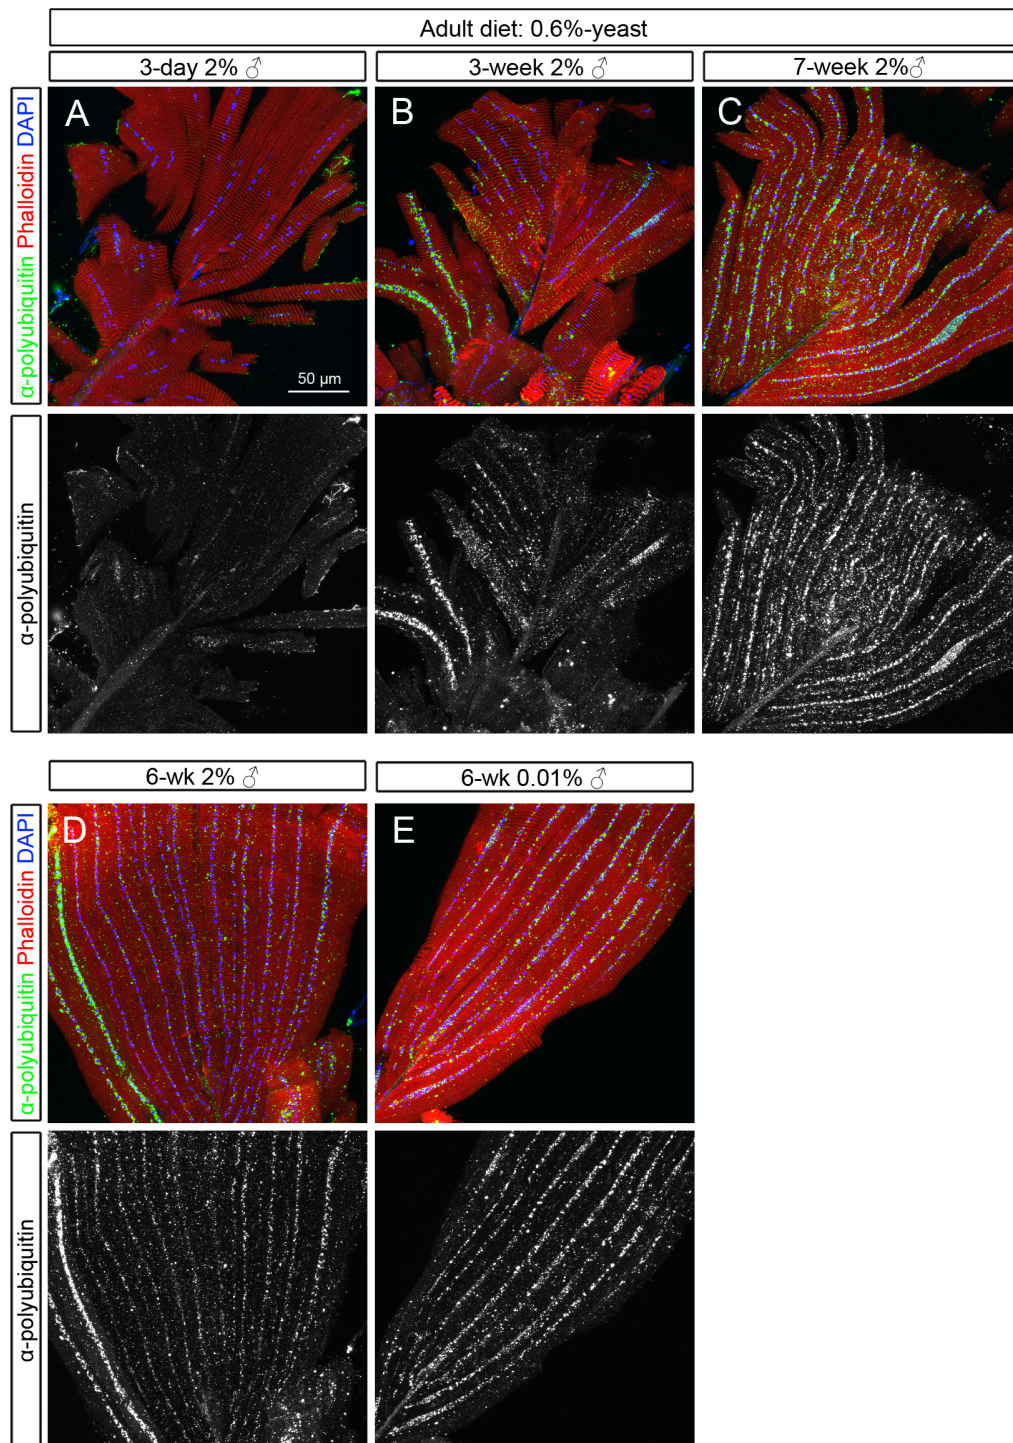 Adult diet: 0.6%-yeast
3-day 2% ♂
3-week 2% ♂
7-week 2%♂
α-polyubiquitin Phalloidin DAPI
A
B
C
50 µm
α-polyubiquitin
6-wk 2% ♂
6-wk 0.01% ♂
α-polyubiquitin Phalloidin DAPI
D
E
α-polyubiquitin